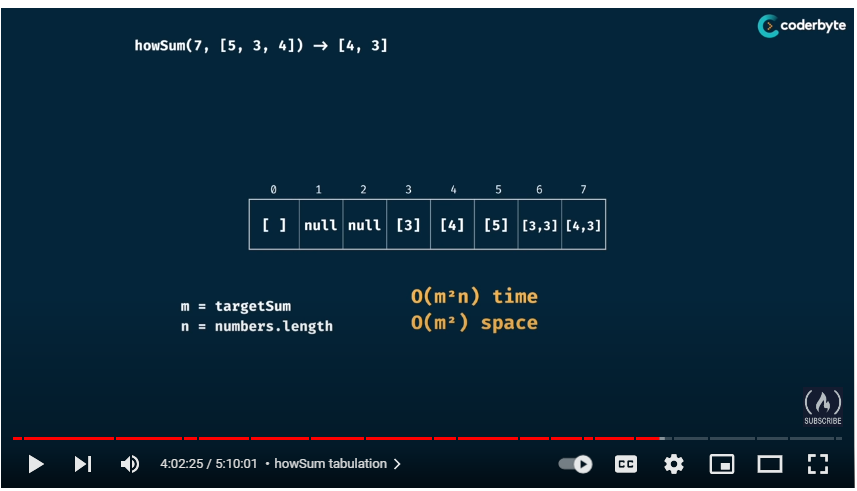 coderbyte
howSum(7, [5, 3, 4]) → [4, 3]
0 1 2 3 4 5 6 7
[ ] null null [3] [4] [5] [3,3] [4,3]
O(m²n) time
m = targetSum
O(m²) space
n = numbers.length
SUBSCRIBE
4:02:25 / 5:10:01 • howSum tabulation >
CC